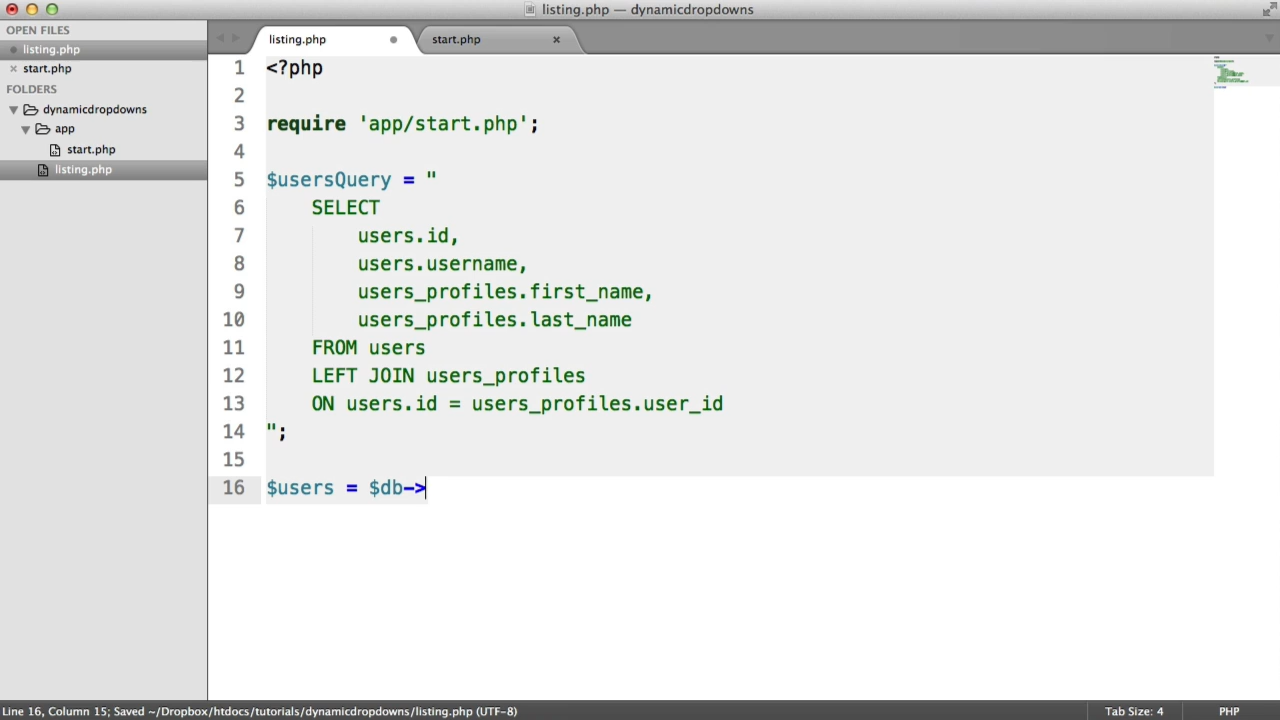 listing.php — dynamicdropdowns
OPEN FILES
listing.php
start.php
FOLDERS
dynamicdropdowns
app
start.php
listing.php
listing.php
start.php
1 <?php
2
3 require 'app/start.php';
4
5 $usersQuery = "
6 SELECT
7 users.id,
8 users.username,
9 users_profiles.first_name,
10 users_profiles.last_name
11 FROM users
12 LEFT JOIN users_profiles
13 ON users.id = users_profiles.user_id
14 ";
15
16 $users = $db->
Line 16, Column 15; Saved ~/Dropbox/htdocs/tutorials/dynamicdropdowns/listing.php (UTF-8)
Tab Size: 4
PHP